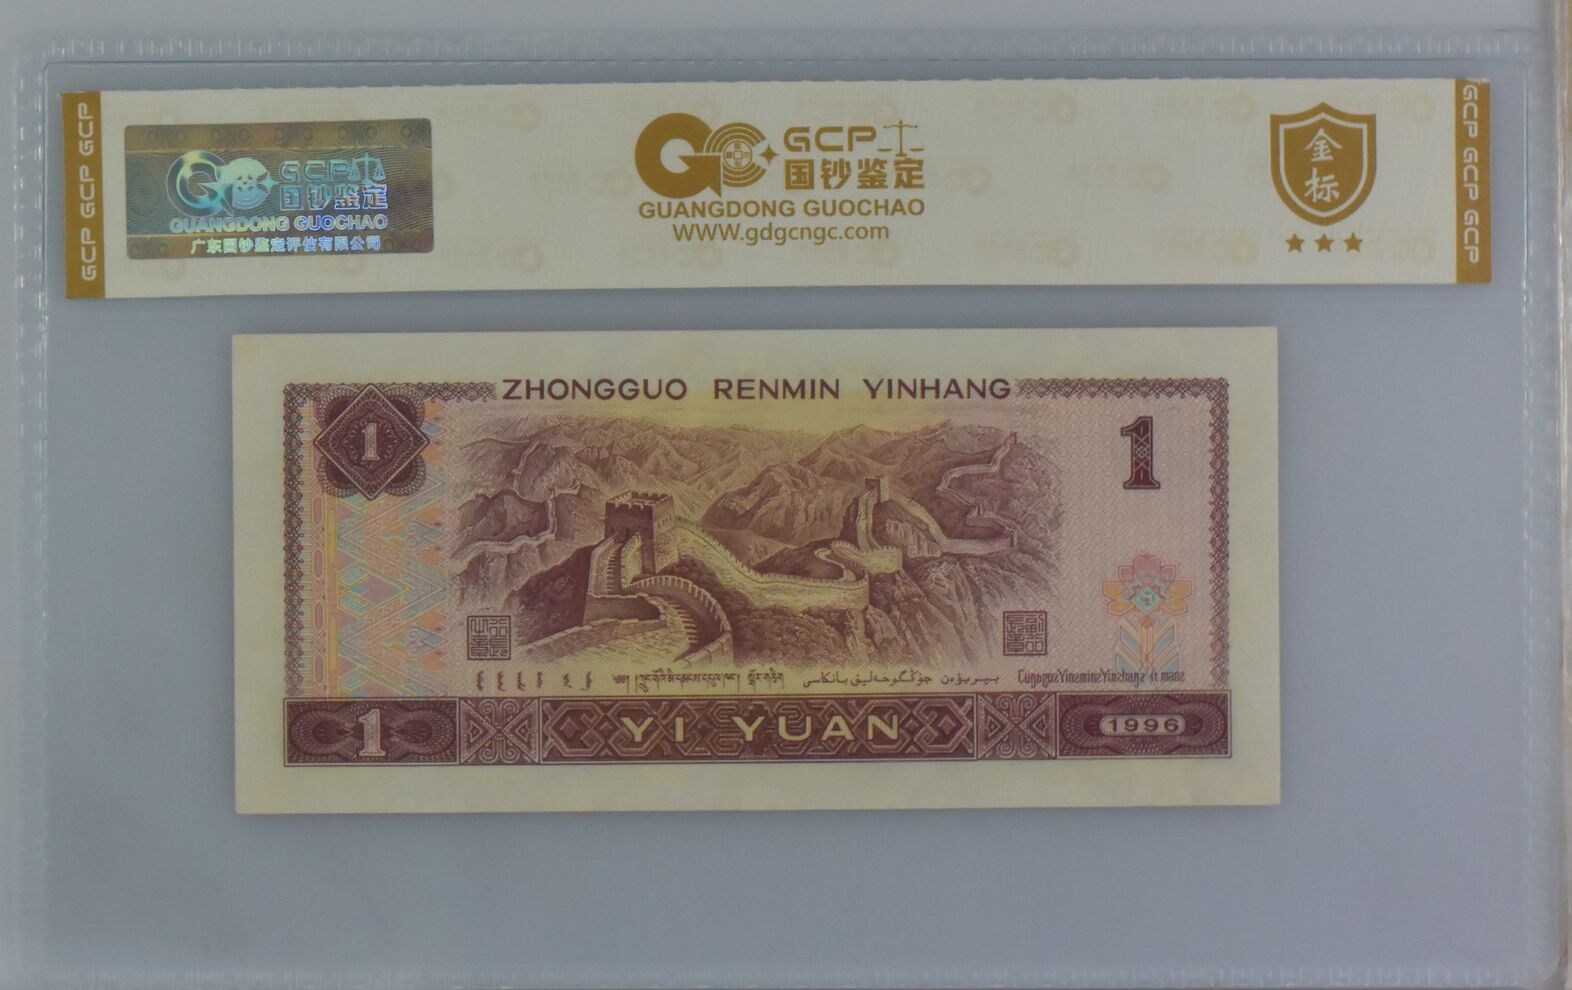 GCP GCP GCP
GCP
国钞鉴定
GUANGDONG GUOCHAO
广东国钞鉴定评估有限公司
GCP
国钞鉴定
GUANGDONG GUOCHAO
WWW.gdgcngc.com
金
标
GCP GCP GCP
ZHONGGUO RENMIN YINHANG
1
1
1
YI YUAN
1996